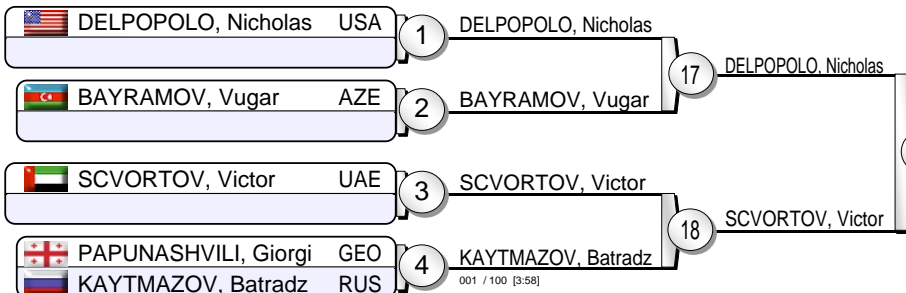 DELPOPOLO, Nicholas USA
1
DELPOPOLO, Nicholas
17
DELPOPOLO, Nicholas
BAYRAMOV, Vugar AZE
2
BAYRAMOV, Vugar
SCVORTOV, Victor UAE
3
SCVORTOV, Victor
18
SCVORTOV, Victor
PAPUNASHVILI, Giorgi GEO
KAYTMAZOV, Batradz RUS
4
KAYTMAZOV, Batradz
001 / 100 [3:58]